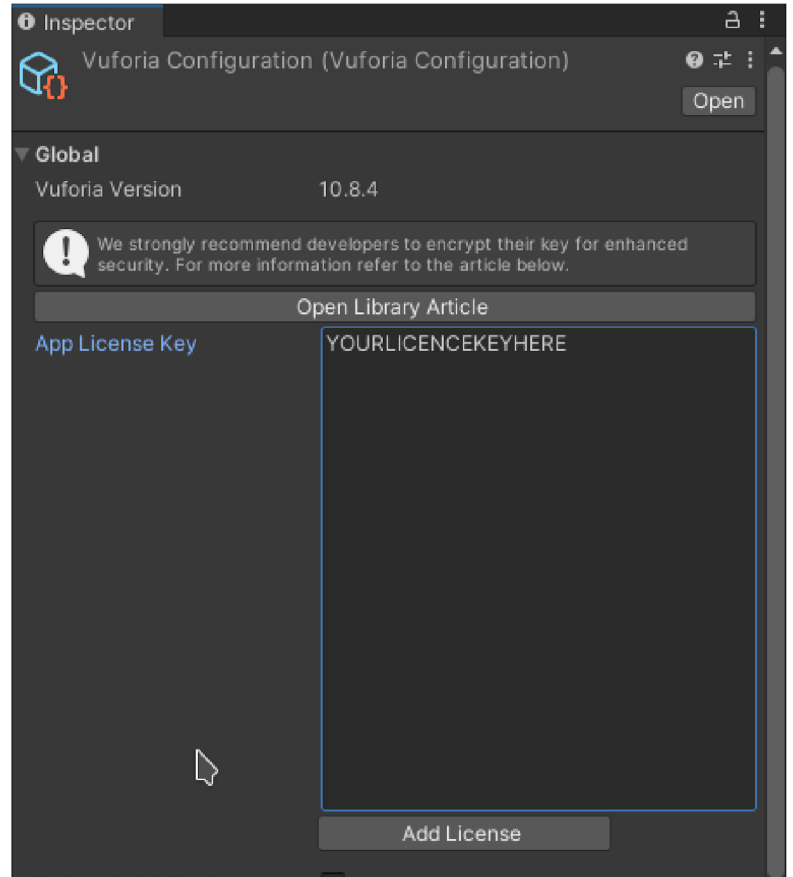 Inspector
Vuforia Configuration (Vuforia Configuration)
Open
Global
Vuforia Version 10.8.4
We strongly recommend developers to encrypt their key for enhanced
security. For more information refer to the article below.
Open Library Article
App License Key YOURLICENCEKEYHERE
Add License